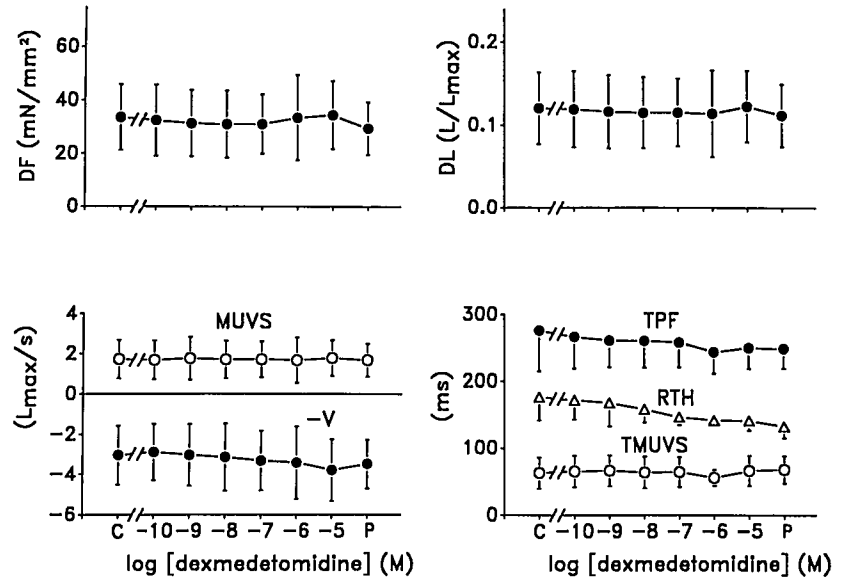 DF (mN/mm²)
60
40
20
0
DL (L/Lmax)
0.2
0.1
0.0
(Lmax/s)
4
2
0
−2
−4
−6
MUVS
−V
C −10 −9 −8 −7 −6 −5 P
log [dexmedetomidine] (M)
(ms)
300
200
100
0
TPF
RTH
TMUVS
C −10 −9 −8 −7 −6 −5 P
log [dexmedetomidine] (M)